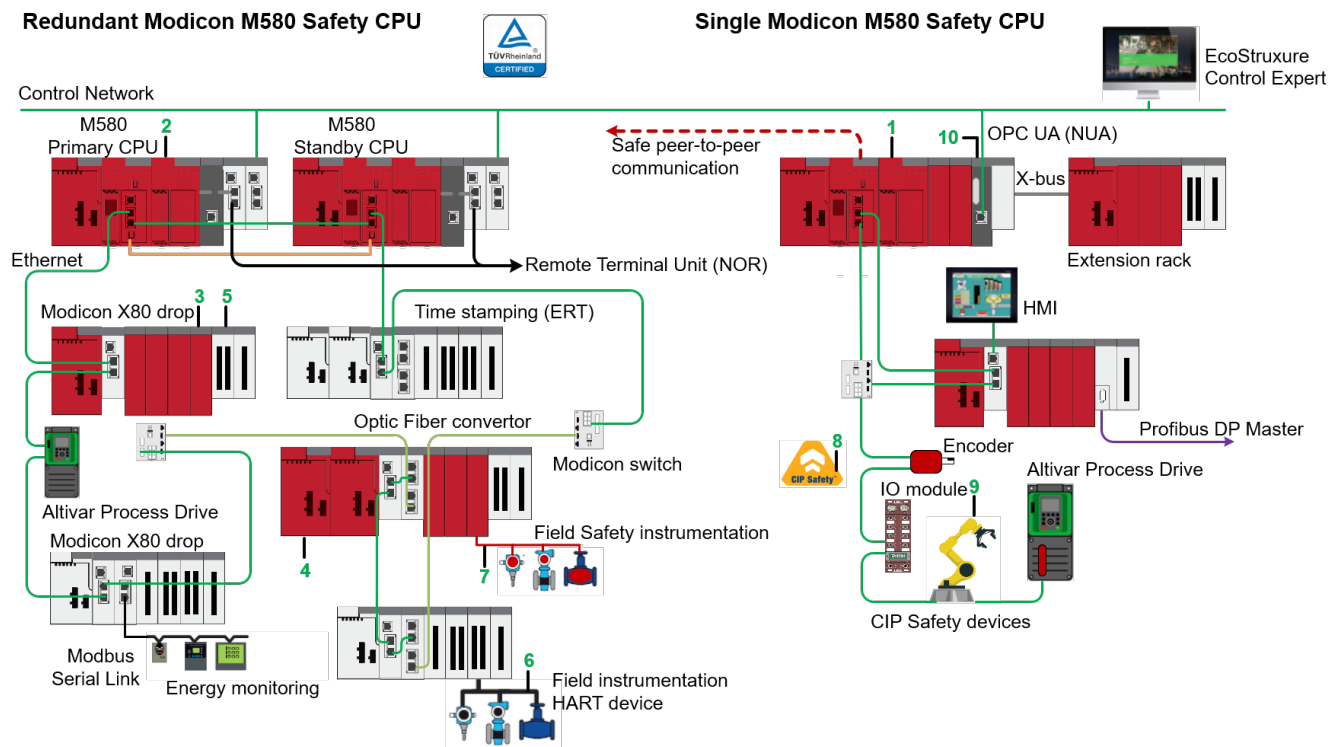 Redundant Modicon M580 Safety CPU
Single Modicon M580 Safety CPU
TÜVRheinland
CERTIFIED
EcoStruxure
Control Expert
Control Network
M580
Primary CPU
2
M580
Standby CPU
Safe peer-to-peer
communication
1
10
OPC UA (NUA)
X-bus
Extension rack
Ethernet
Remote Terminal Unit (NOR)
Modicon X80 drop
3
5
Time stamping (ERT)
HMI
Optic Fiber convertor
Modicon switch
Profibus DP Master
8
CIP Safety
Encoder
Altivar Process Drive
IO module
9
Altivar Process Drive
Modicon X80 drop
4
7
Field Safety instrumentation
CIP Safety devices
Modbus
Serial Link
Energy monitoring
6
Field instrumentation
HART device